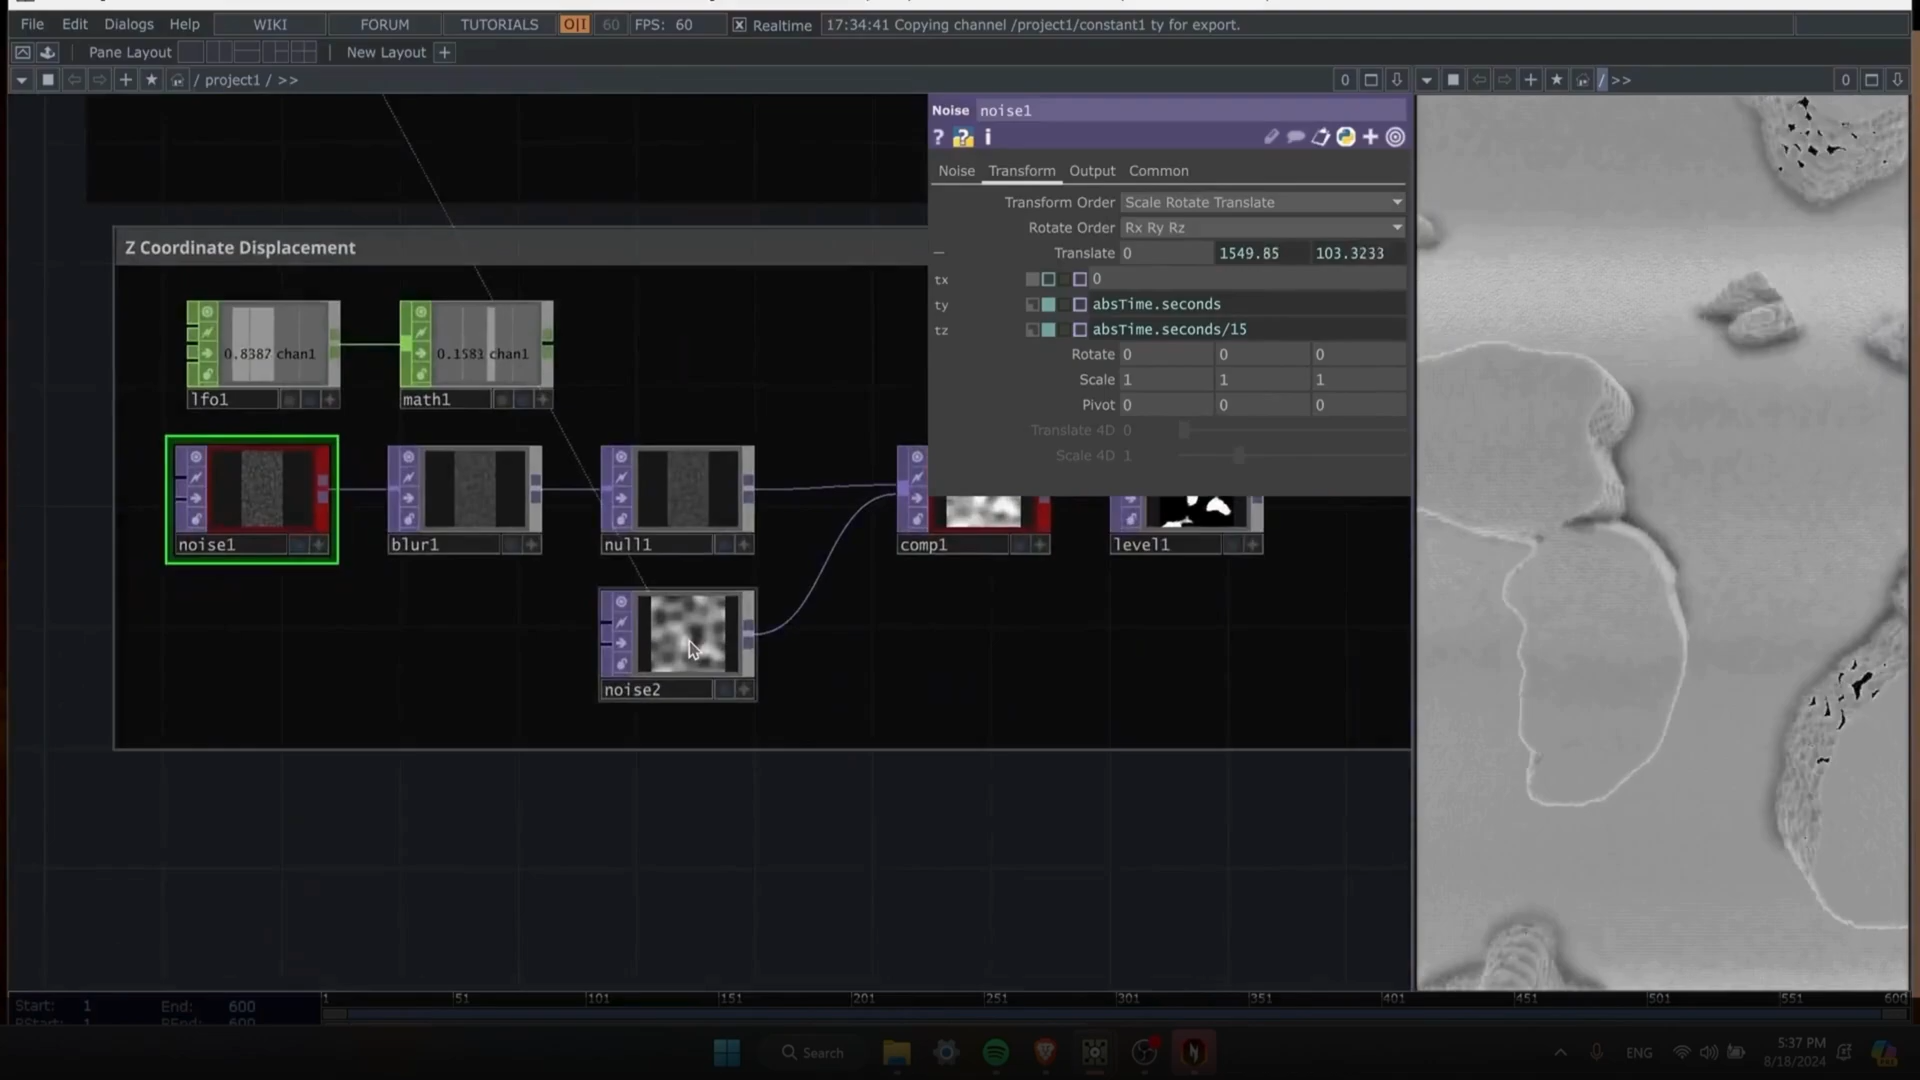 File Edit Dialogs Help WIKI FORUM TUTORIALS O|I 60 FPS: 60 Realtime 17:34:41 Copying channel /project1/constant1 ty for export.
Pane Layout New Layout +
/ project1 / >> 0 / >> 0
Noise noise1
? ? i
Noise Transform Output Common
Transform Order Scale Rotate Translate
Rotate Order Rx Ry Rz
Translate 0 1549.85 103.3233
tx 0
ty absTime.seconds
tz absTime.seconds/15
Rotate 0 0 0
Scale 1 1 1
Pivot 0 0 0
Translate 4D 0
Scale 4D 1
Z Coordinate Displacement
0.8387 chan1 0.1581 chan1
lfo1 math1
noise1 blur1 null1 comp1 level1
noise2
Start: 1 End: 600 1 51 101 151 201 251 301 351 401 451 501 551 600
Search ENG 5:37 PM
8/18/2024